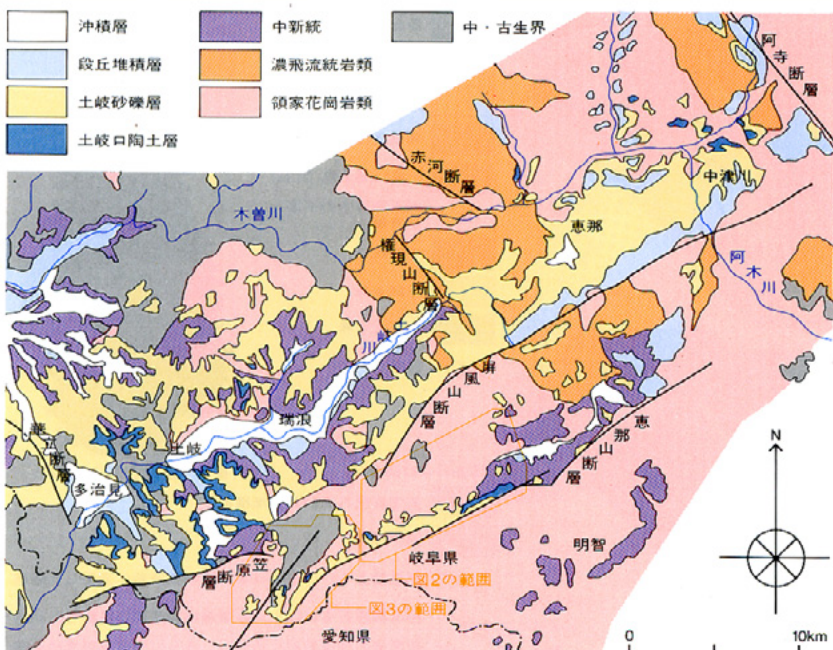 沖積層
中新統
中・古生界
段丘堆積層
濃飛流紋岩類
土岐砂礫層
領家花崗岩類
土岐口陶土層
阿寺断層
赤河断層
中津川
木曽川
恵那
権現山断層
阿木川
土岐川
屏風山断層
瑞浪
土岐
華立断層
恵那山断層
多治見
N
明智
笠原断層
岐阜県
図2の範囲
図3の範囲
愛知県
0 10km